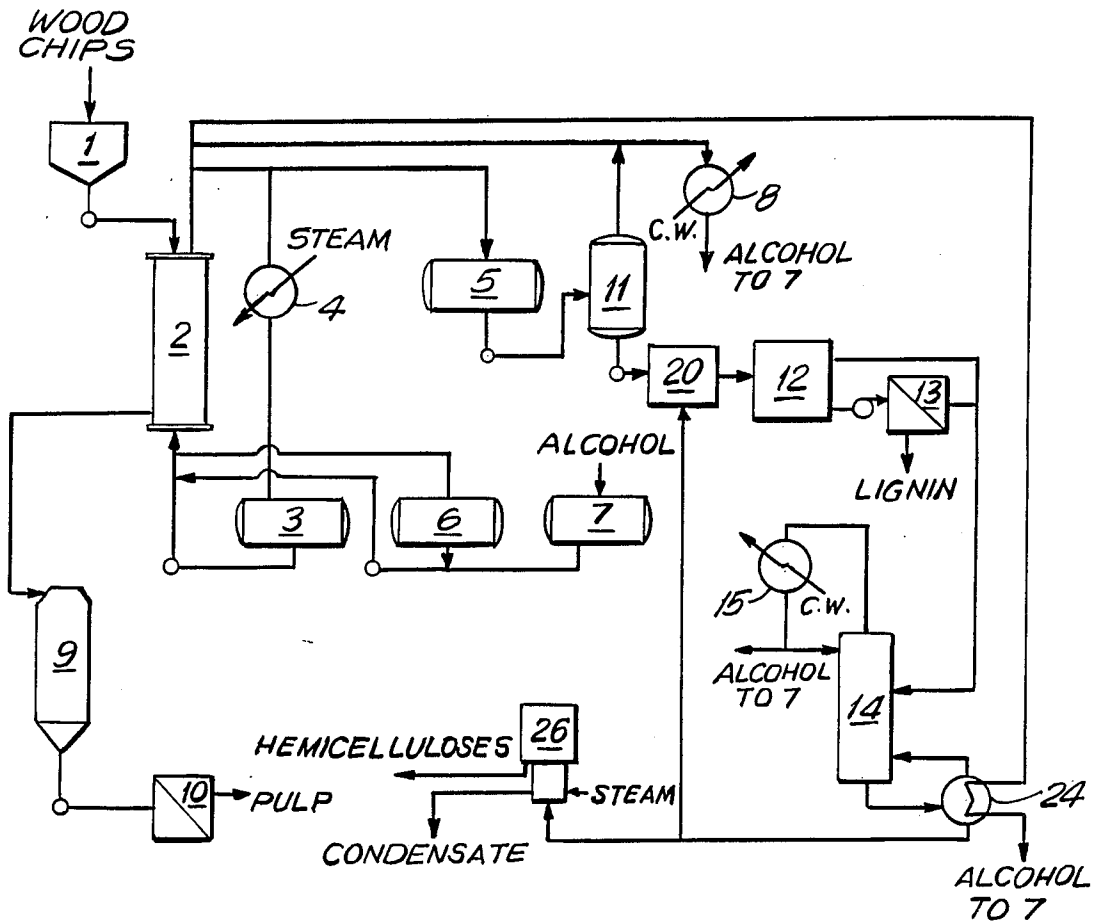 WOOD
CHIPS
1
STEAM
2
4
5
11
8
C.W.
ALCOHOL
TO 7
20
12
13
LIGNIN
ALCOHOL
3
6
7
15
C.W.
ALCOHOL
TO 7
14
9
26
HEMICELLULOSES
STEAM
24
10
PULP
CONDENSATE
ALCOHOL
TO 7